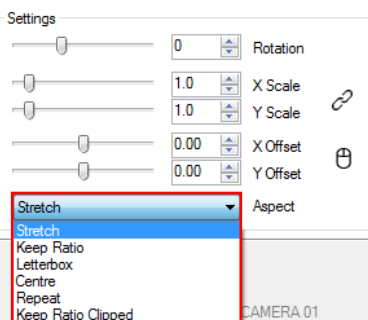 Settings
0 Rotation
1.0 X Scale
1.0 Y Scale
0.00 X Offset
0.00 Y Offset
Stretch Aspect
Stretch
Keep Ratio
Letterbox
Centre
Repeat
Keep Ratio Clipped
CAMERA 01